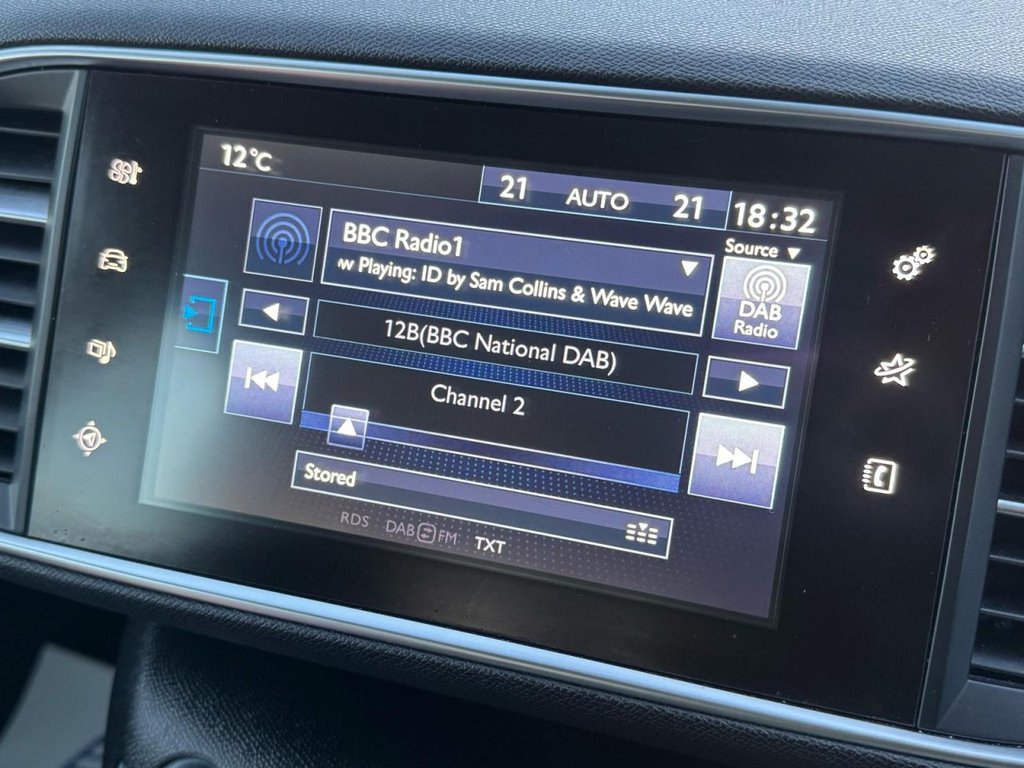 12°C
21 AUTO 21
18:32
BBC Radio1
w Playing: ID by Sam Collins & Wave Wave
Source
DAB
Radio
12B(BBC National DAB)
Channel 2
Stored
RDS DAB FM TXT